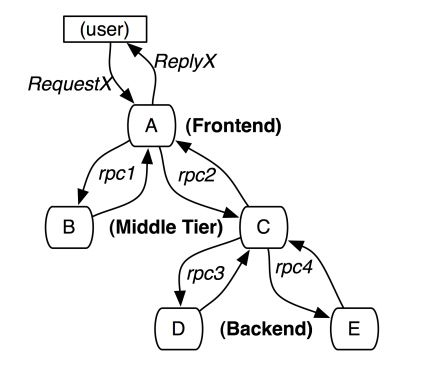 (user)
RequestX
ReplyX
A
(Frontend)
rpc1
rpc2
B
(Middle Tier)
C
rpc3
rpc4
D
(Backend)
E